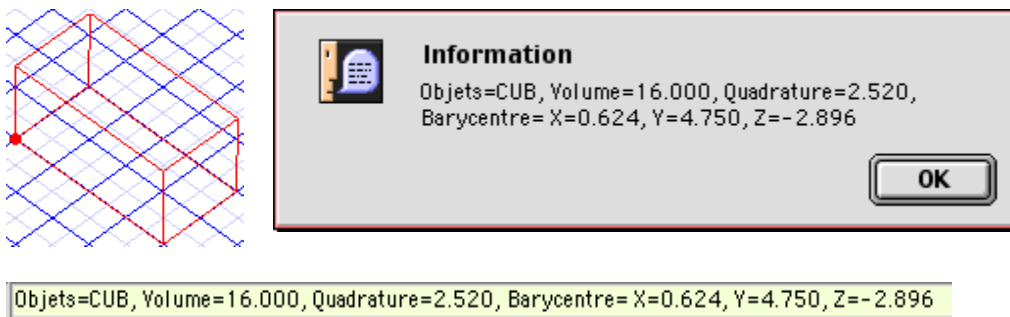 Information
Objets=CUB, Volume=16.000, Quadrature=2.520,
Barycentre= X=0.624, Y=4.750, Z=-2.896
OK
Objets=CUB, Volume=16.000, Quadrature=2.520, Barycentre= X=0.624, Y=4.750, Z=-2.896